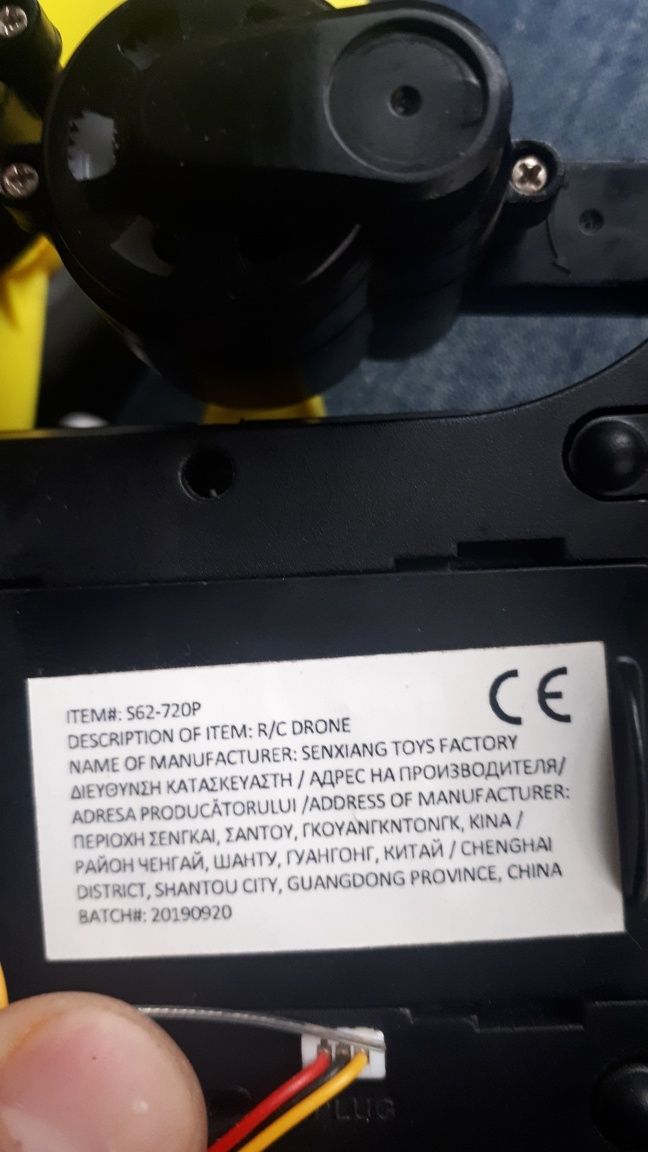 ITEM#: S62-720P
CE
DESCRIPTION OF ITEM: R/C DRONE
NAME OF MANUFACTURER: SENXIANG TOYS FACTORY
ΔΙΕΥΘΥΝΣΗ ΚΑΤΑΣΚΕΥΑΣΤΗ / АДРЕС НА ПРОИЗВОДИТЕЛЯ/
ADRESA PRODUCĂTORULUI /ADDRESS OF MANUFACTURER:
ΠΕΡΙΟΧΗ ΣΕΝΓΚΑΙ, ΣΑΝΤΟΥ, ΓΚΟΥΑΝΓΚΝΤΟΝΓΚ, ΚΙΝΑ /
РАЙОН ЧЕНГАЙ, ШАНТУ, ГУАНГОНГ, КИТАЙ / CHENGHAI
DISTRICT, SHANTOU CITY, GUANGDONG PROVINCE, CHINA
BATCH#: 20190920
PLUG